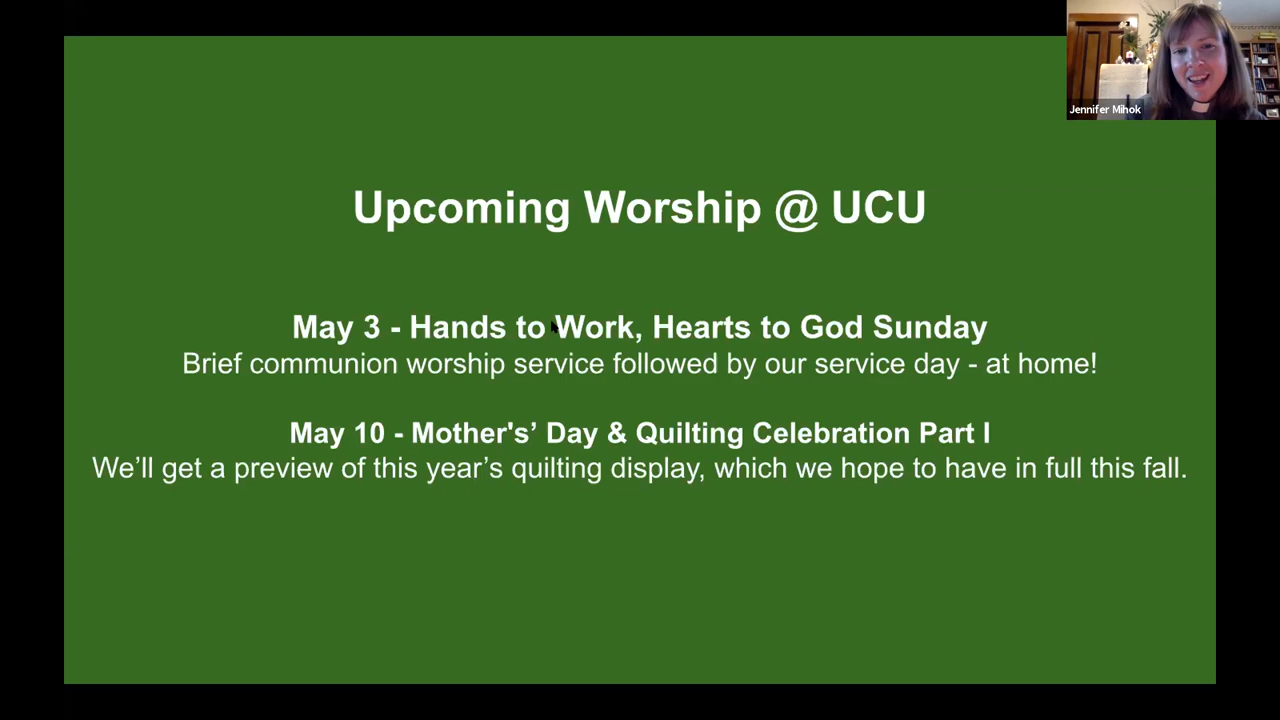 Jennifer Mihok
Upcoming Worship @ UCU
May 3 - Hands to Work, Hearts to God Sunday
Brief communion worship service followed by our service day - at home!
May 10 - Mother's’ Day & Quilting Celebration Part I
We’ll get a preview of this year’s quilting display, which we hope to have in full this fall.